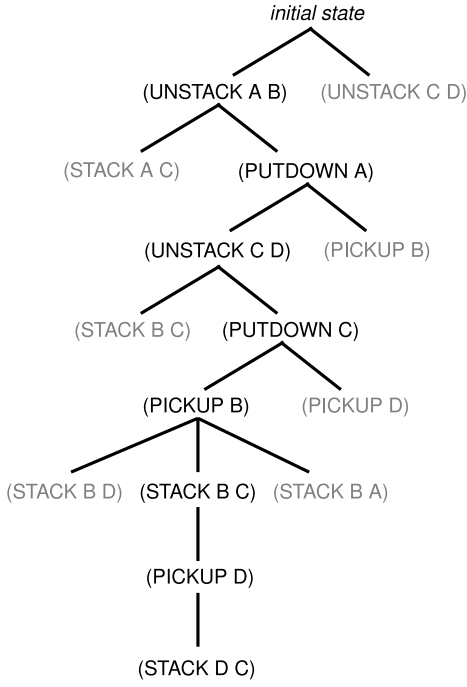 initial state
(UNSTACK A B) (UNSTACK C D)
(STACK A C) (PUTDOWN A)
(UNSTACK C D) (PICKUP B)
(STACK B C) (PUTDOWN C)
(PICKUP B) (PICKUP D)
(STACK B D) (STACK B C) (STACK B A)
(PICKUP D)
(STACK D C)